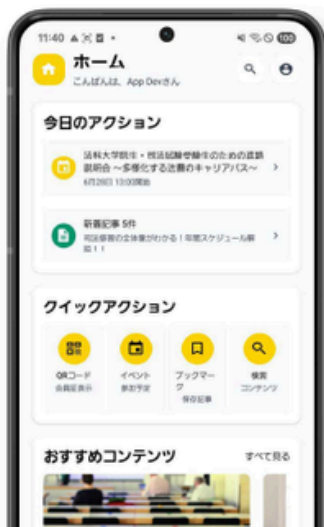 11:40
100
ホーム
こんばんは、App Devさん
今日のアクション
法科大学院生・司法試験受験生のための進路
説明会 ~多様化する法務のキャリアパス~
6月28日 13:00開始
新着記事 5件
司法修習の全体像がわかる!年間スケジュール解
説!!
クイックアクション
QRコード
会員証表示
イベント
参加予定
ブックマー
ク
保存記事
検索
コンテンツ
おすすめコンテンツ
すべて見る